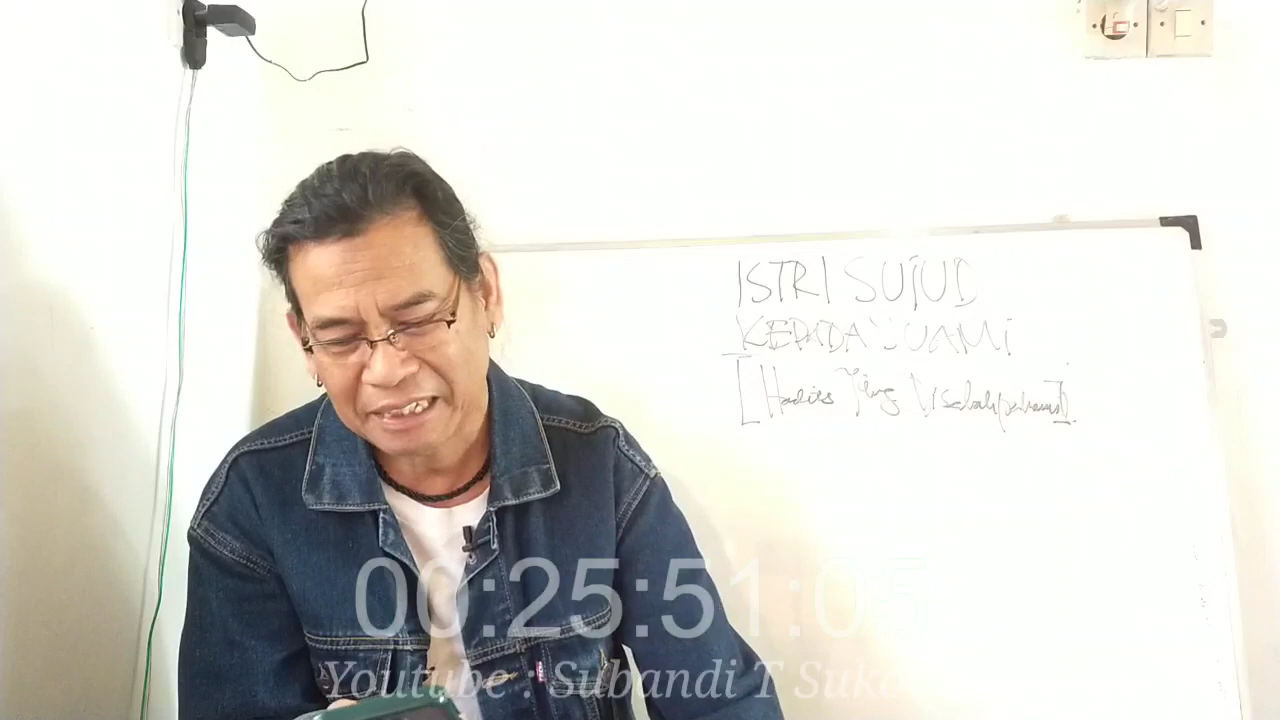 ISTRI SUJUD
KEPADA SUAMI
[Hadits Yang Disalahpahami].
00:25:51:05
Youtube : Subandi T Suk